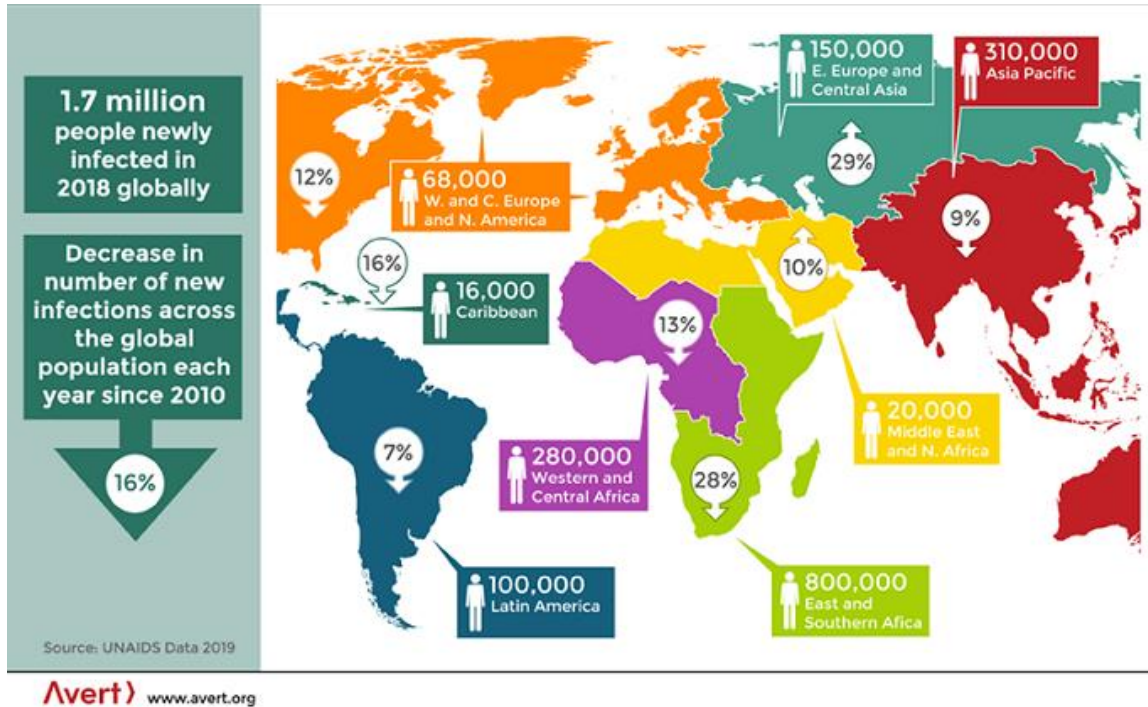 1.7 million
people newly
infected in
2018 globally
Decrease in
number of new
infections across
the global
population each
year since 2010
16%
Source: UNAIDS Data 2019
12%
68,000
W. and C. Europe
and N. America
150,000
E. Europe and
Central Asia
29%
310,000
Asia Pacific
9%
16%
16,000
Caribbean
10%
20,000
Middle East
and N. Africa
13%
280,000
Western and
Central Africa
7%
100,000
Latin America
28%
800,000
East and
Southern Afica
Avert) www.avert.org